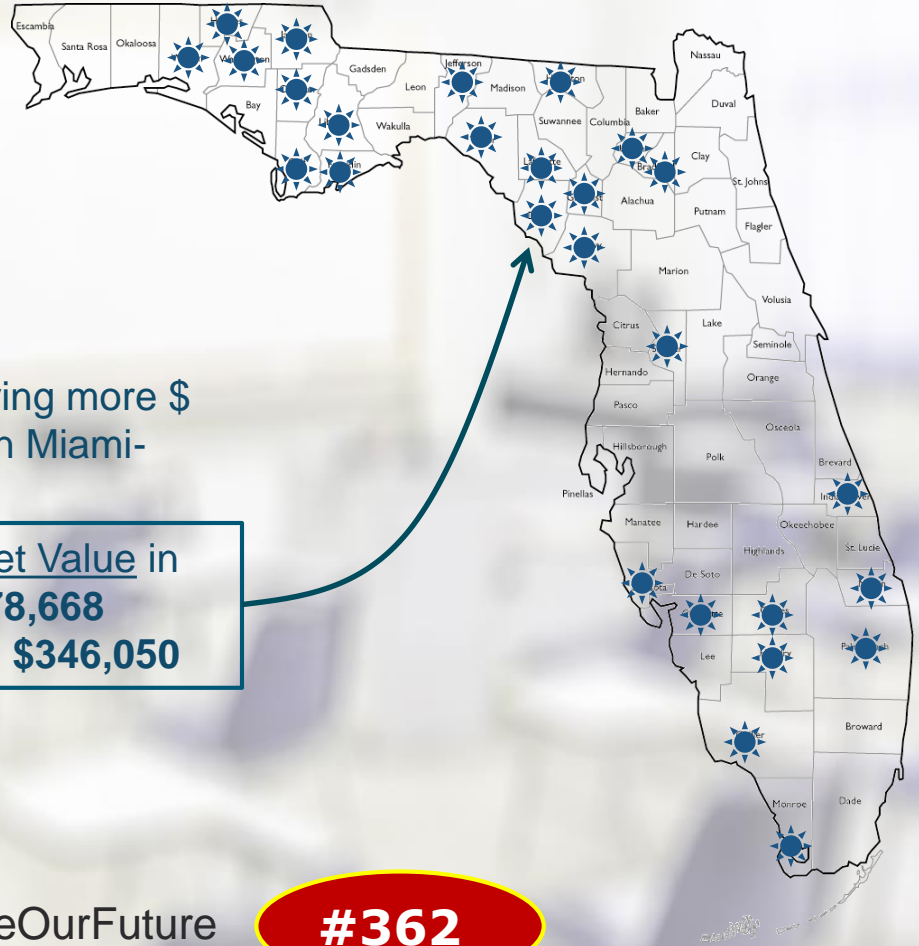 Escambia
Santa Rosa
Okaloosa
Bay
Gadsden
Leon
Wakulla
Jefferson
Madison
Suwannee
Columbia
Baker
Nassau
Duval
Clay
St. Johns
Alachua
Putnam
Flagler
Marion
Volusia
Citrus
Lake
Seminole
Hernando
Orange
Pasco
Osceola
Hillsborough
Polk
Brevard
Pinellas
Manatee
Hardee
Okeechobee
Highlands
St. Lucie
De Soto
Lee
Broward
Monroe
Dade
ing more $
n Miami-
et Value in
78,668
$346,050
eOurFuture
#362